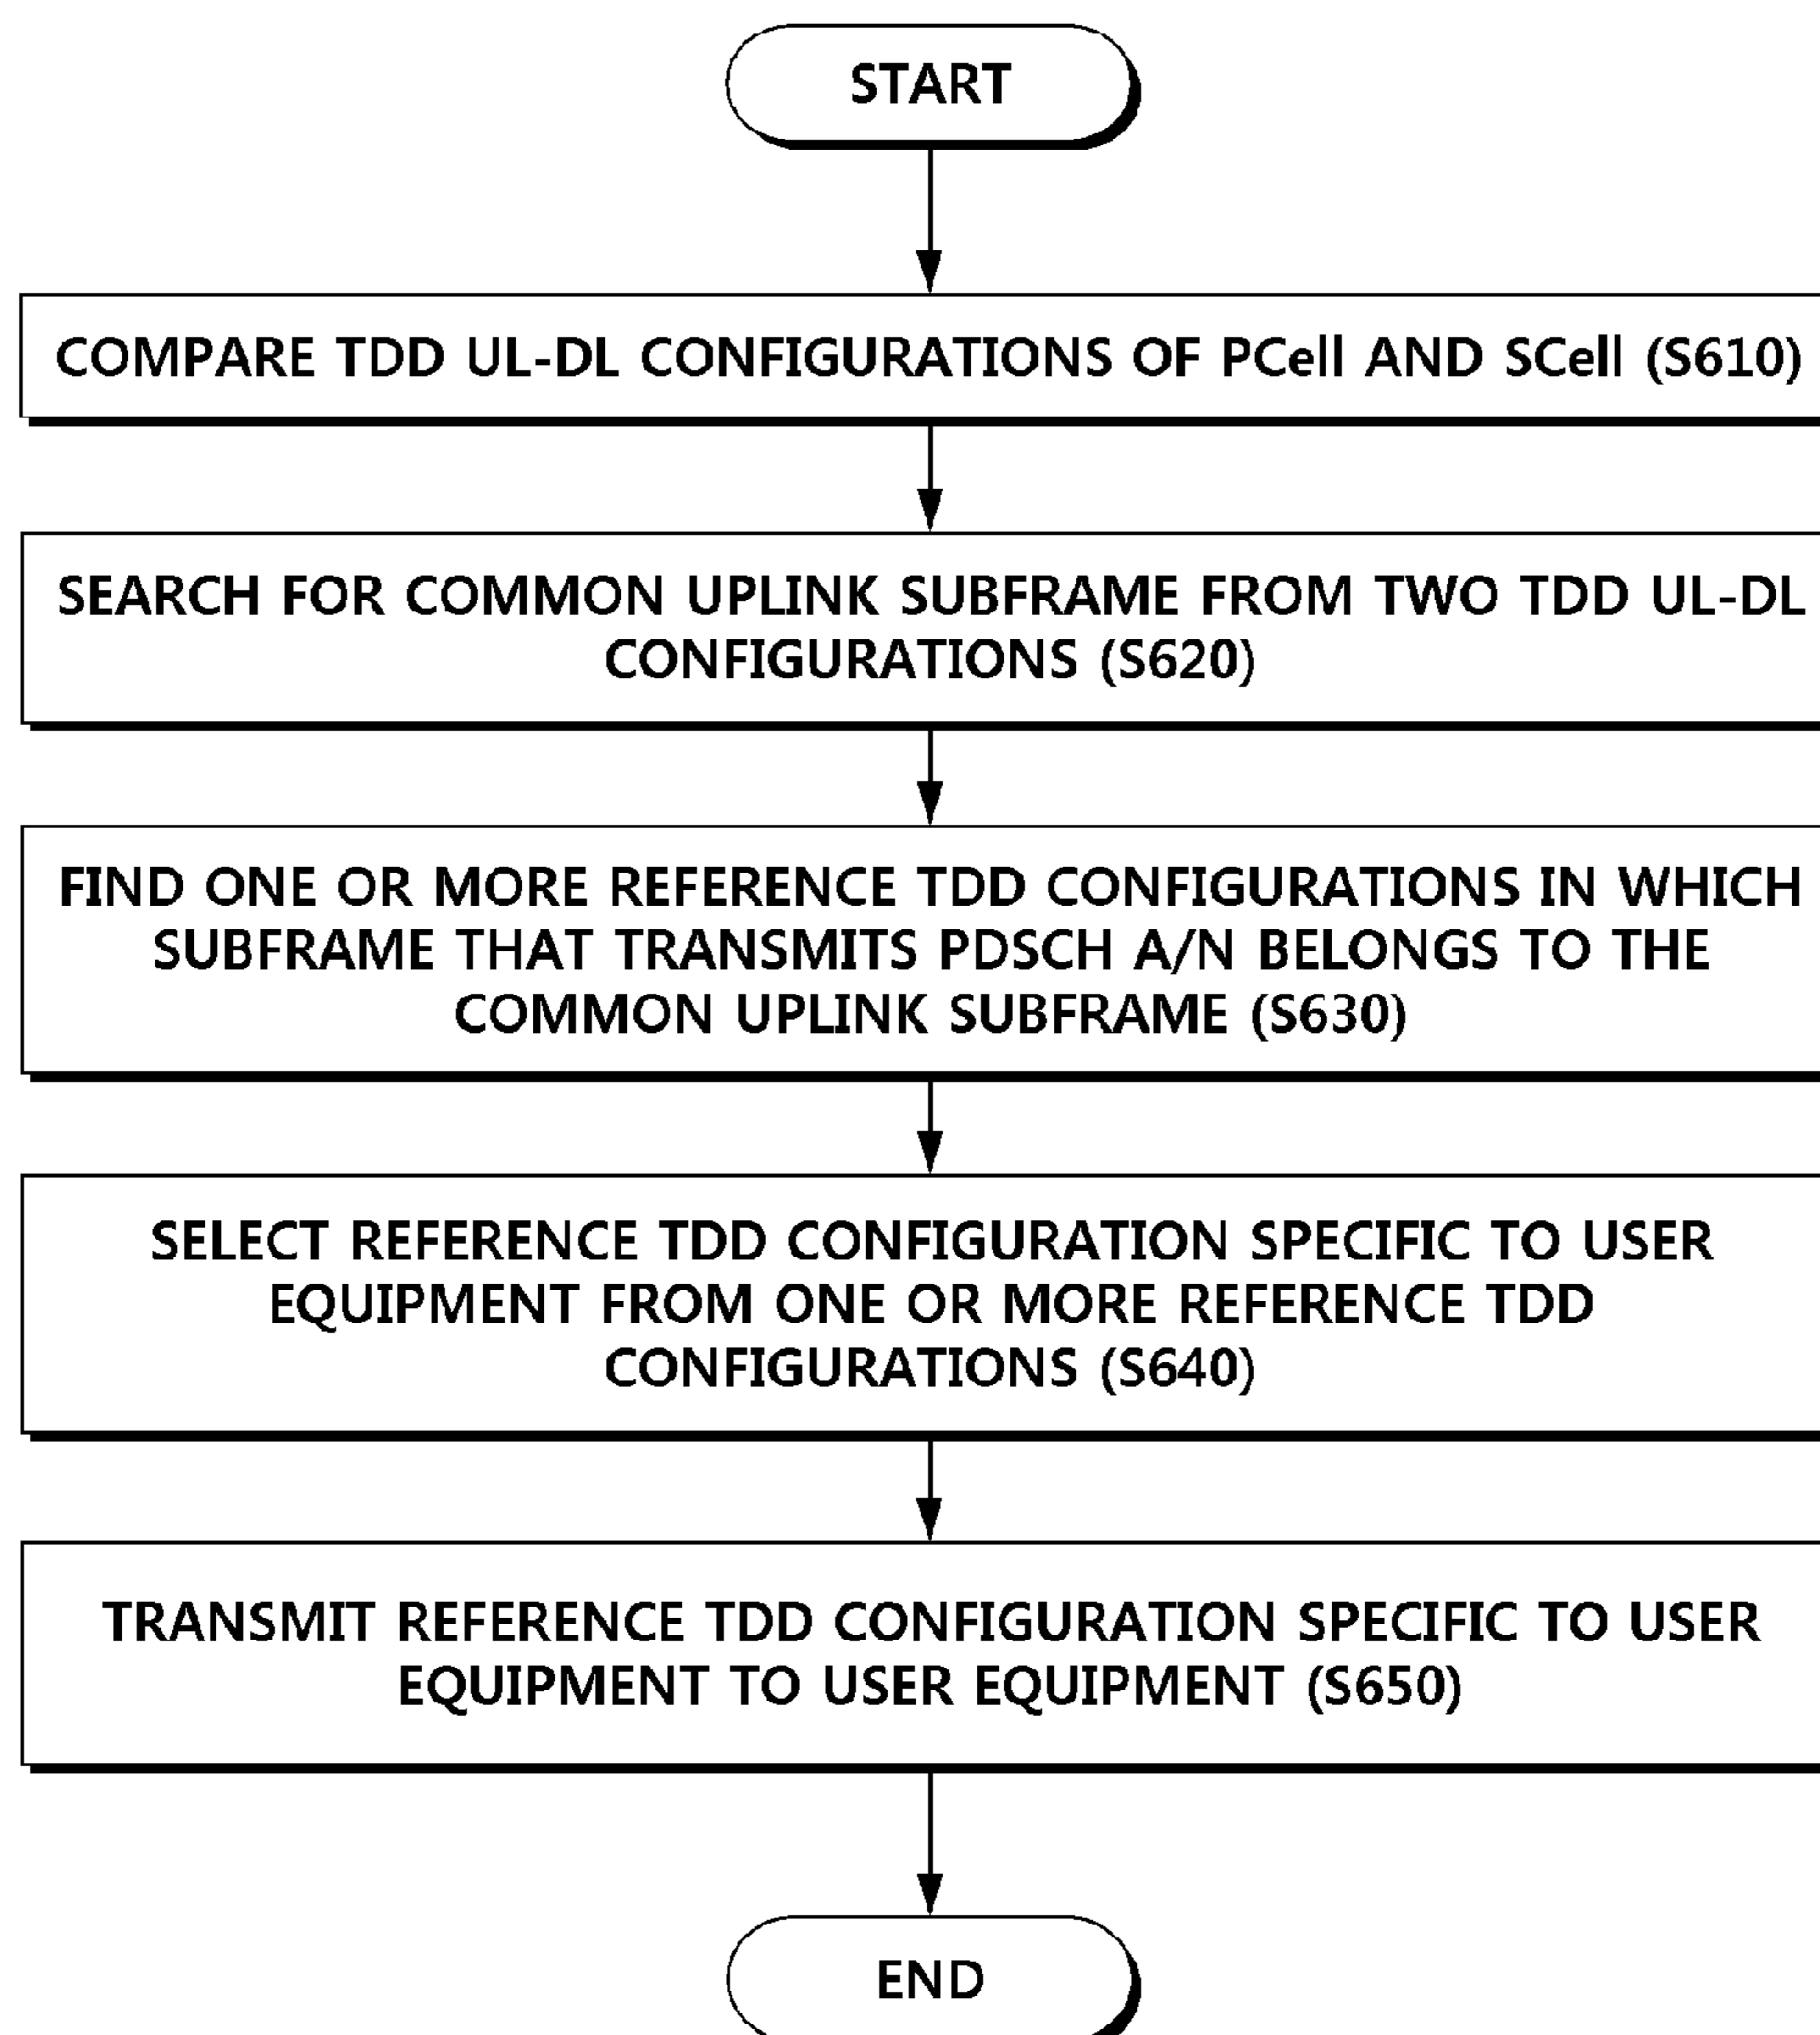 START
COMPARE TDD UL-DL CONFIGURATIONS OF PCell AND SCell (S610)
SEARCH FOR COMMON UPLINK SUBFRAME FROM TWO TDD UL-DL
CONFIGURATIONS (S620)
FIND ONE OR MORE REFERENCE TDD CONFIGURATIONS IN WHICH
SUBFRAME THAT TRANSMITS PDSCH A/N BELONGS TO THE
COMMON UPLINK SUBFRAME (S630)
SELECT REFERENCE TDD CONFIGURATION SPECIFIC TO USER
EQUIPMENT FROM ONE OR MORE REFERENCE TDD
CONFIGURATIONS (S640)
TRANSMIT REFERENCE TDD CONFIGURATION SPECIFIC TO USER
EQUIPMENT TO USER EQUIPMENT (S650)
END